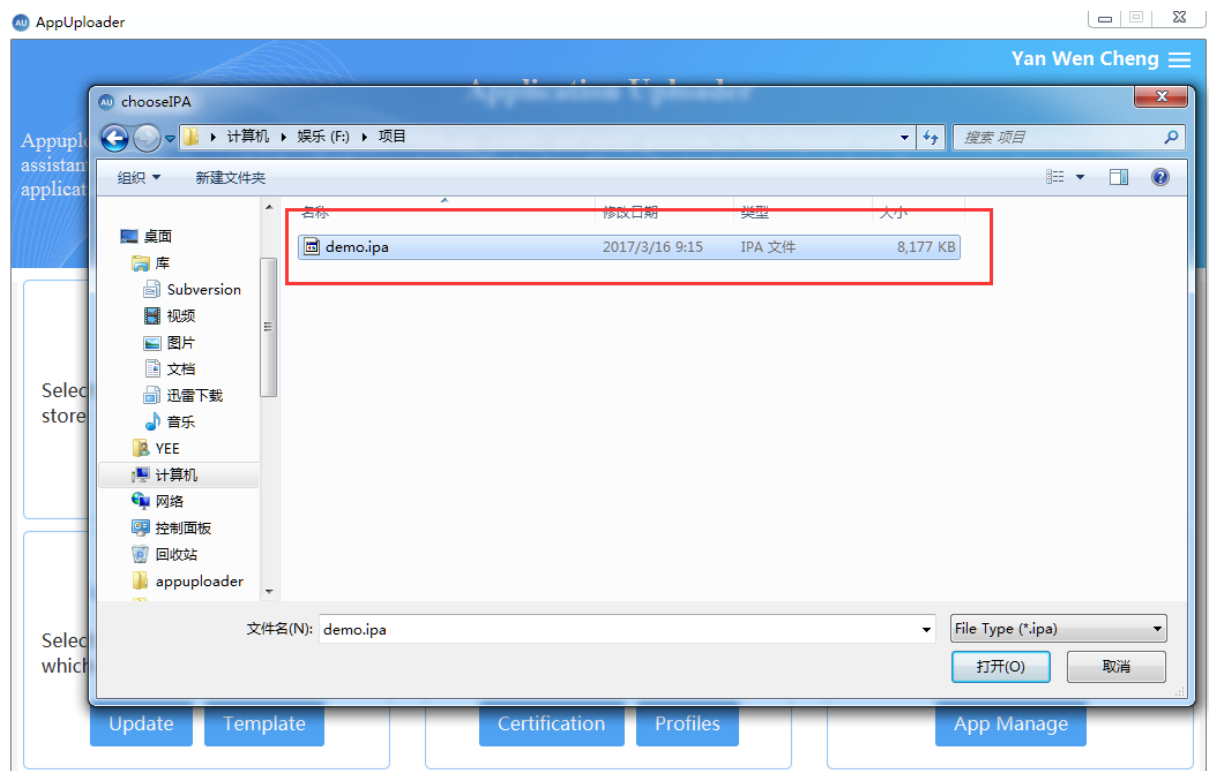 AppUploader
Yan Wen Cheng
Application Uploader
chooseIPA
计算机 娱乐 (F:) 项目
搜索 项目
Appuplo
assistan
applicat
组织 新建文件夹
名称 修改日期 类型 大小
demo.ipa 2017/3/16 9:15 IPA 文件 8,177 KB
桌面
库
Subversion
视频
图片
文档
迅雷下载
音乐
YEE
计算机
网络
控制面板
回收站
appuploader
Selec
store
文件名(N): demo.ipa File Type (*.ipa)
打开(O) 取消
Selec
which
Update Template Certification Profiles App Manage